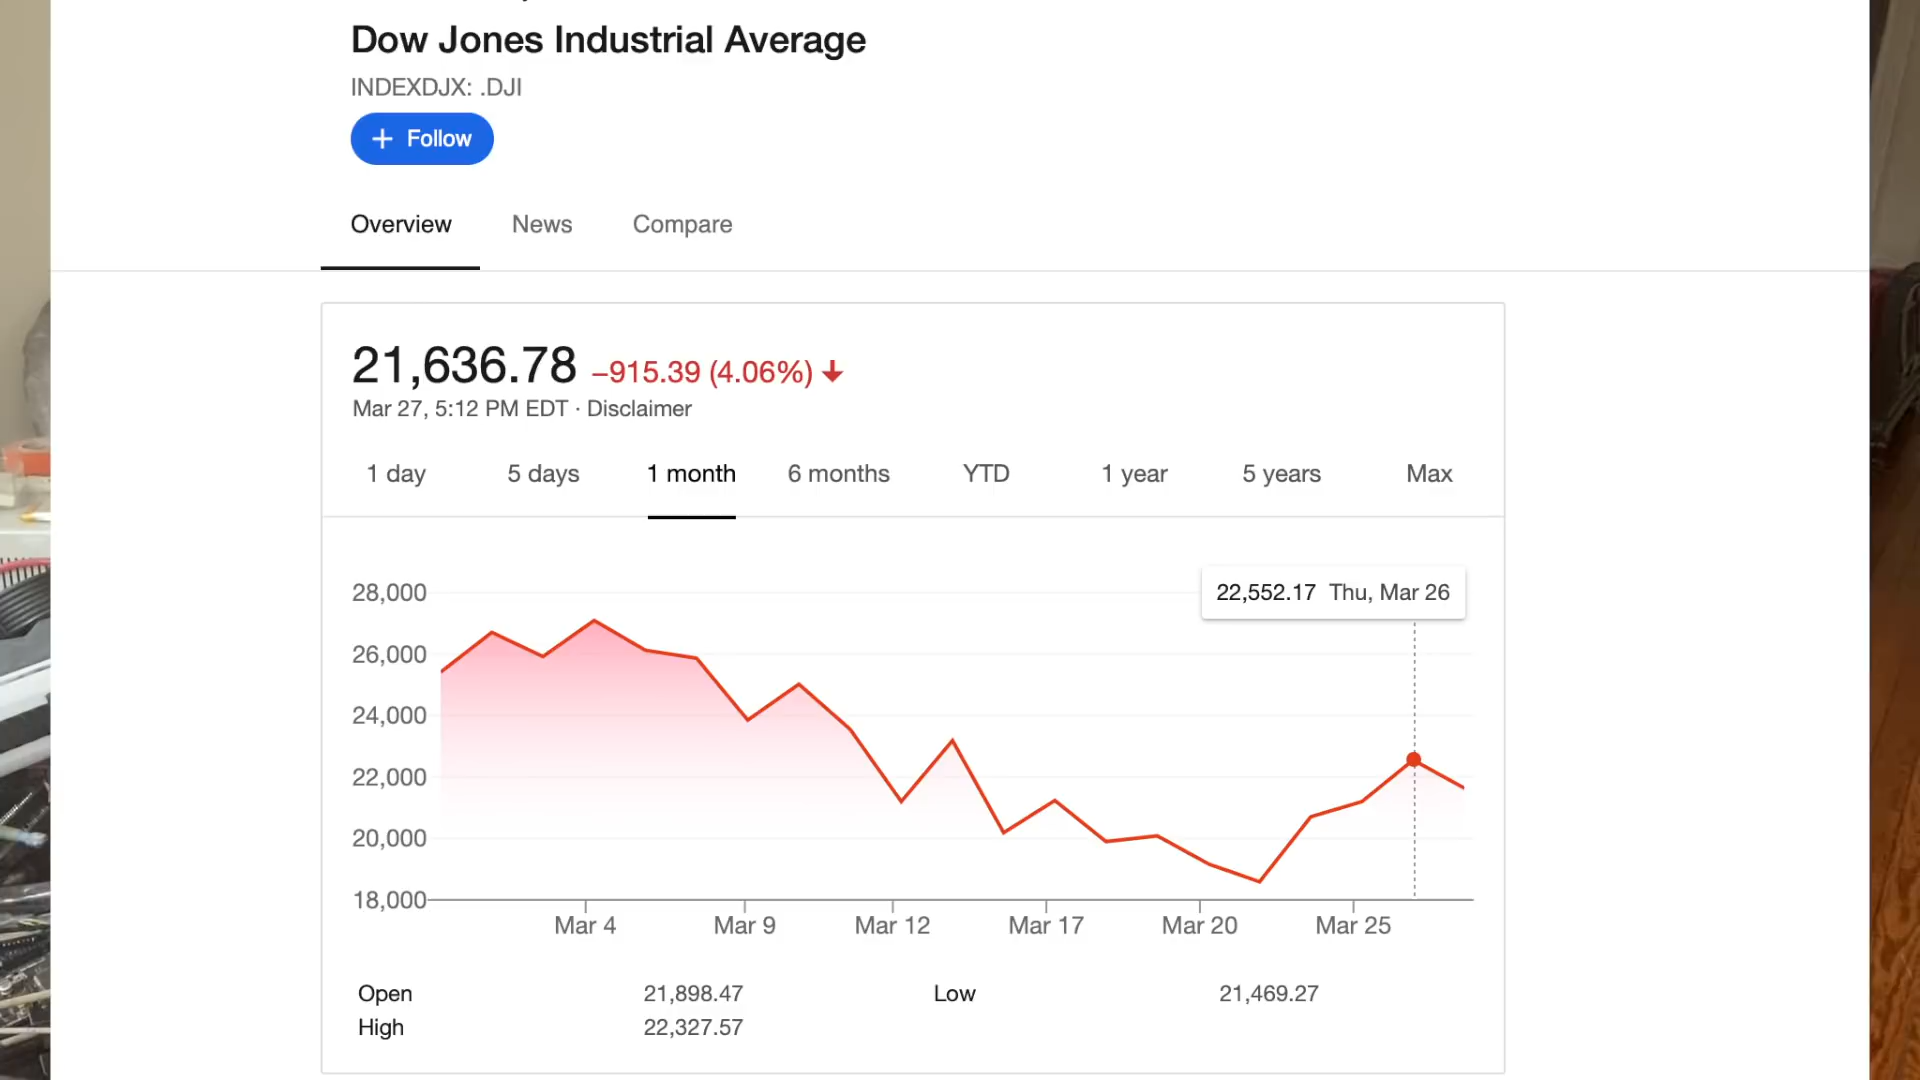 Dow Jones Industrial Average
INDEXDJX: .DJI
+ Follow
Overview News Compare
21,636.78 −915.39 (4.06%) ↓
Mar 27, 5:12 PM EDT · Disclaimer
1 day 5 days 1 month 6 months YTD 1 year 5 years Max
22,552.17 Thu, Mar 26
28,000
26,000
24,000
22,000
20,000
18,000
Mar 4 Mar 9 Mar 12 Mar 17 Mar 20 Mar 25
Open 21,898.47 Low 21,469.27
High 22,327.57